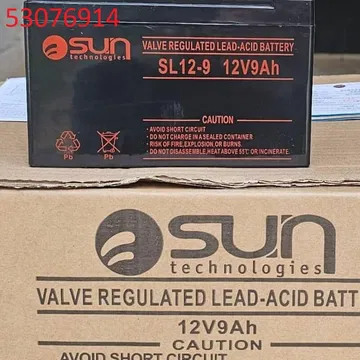 53076914
sun
technologies
VALVE REGULATED LEAD-ACID BATTERY
SL12-9 12V9Ah
CAUTION
• AVOID SHORT CIRCUIT
• DO NOT CHARGE IN A SEALED CONTAINER
• RISK OF FIRE,EXPLOSION,OR BURNS.
• DO NOT DISASSEMBLE,HEAT ABOVE 55°C OR INCINERATE.
Pb Pb
sun
technologies
VALVE REGULATED LEAD-ACID BATT
12V9Ah
CAUTION
AVOID SHORT CIRCUIT